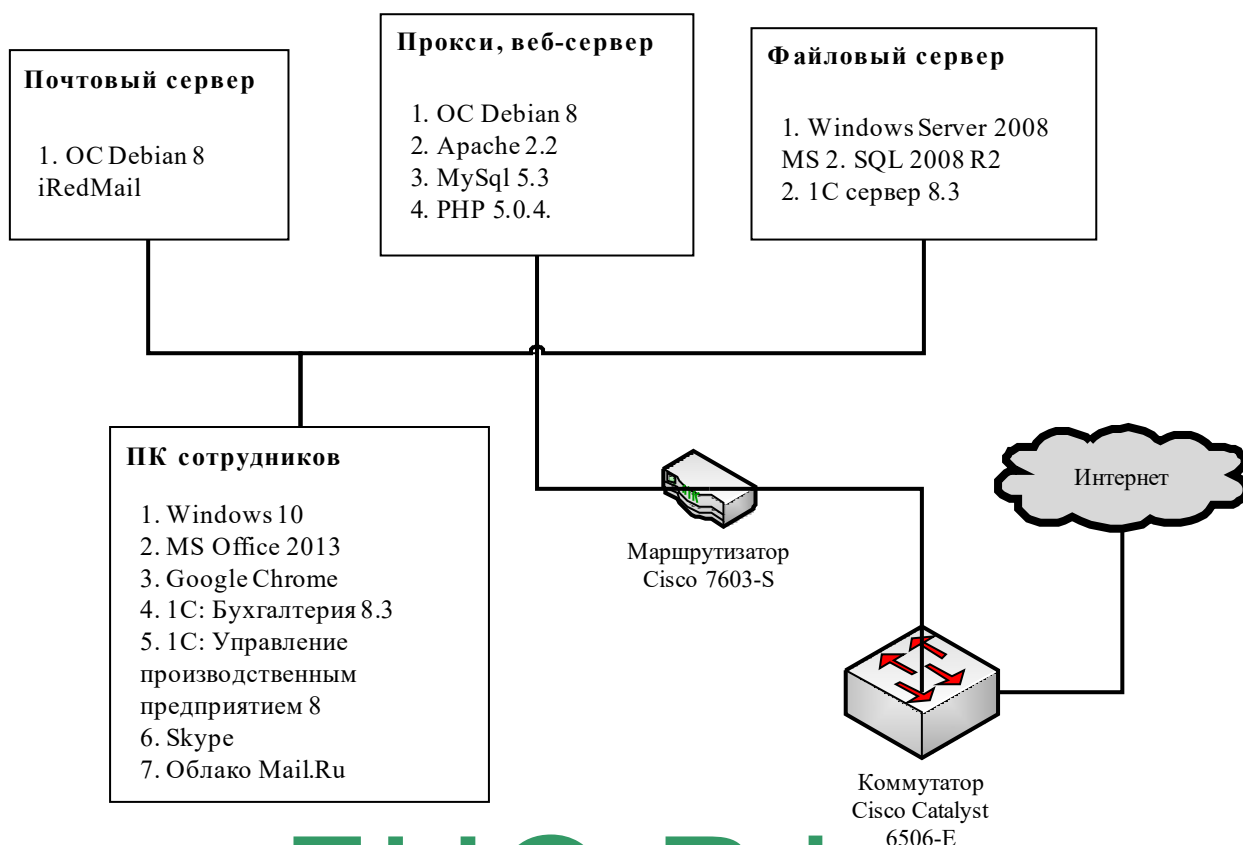 Почтовый сервер
1. ОС Debian 8
iRedMail
Прокси, веб-сервер
1. ОС Debian 8
2. Apache 2.2
3. MySql 5.3
4. PHP 5.0.4.
Файловый сервер
1. Windows Server 2008
MS 2. SQL 2008 R2
2. 1С сервер 8.3
ПК сотрудников
1. Windows 10
2. MS Office 2013
3. Google Chrome
4. 1С: Бухгалтерия 8.3
5. 1С: Управление
производственным
предприятием 8
6. Skype
7. Облако Mail.Ru
Маршрутизатор
Cisco 7603-S
Интернет
Коммутатор
Cisco Catalyst
6506-E